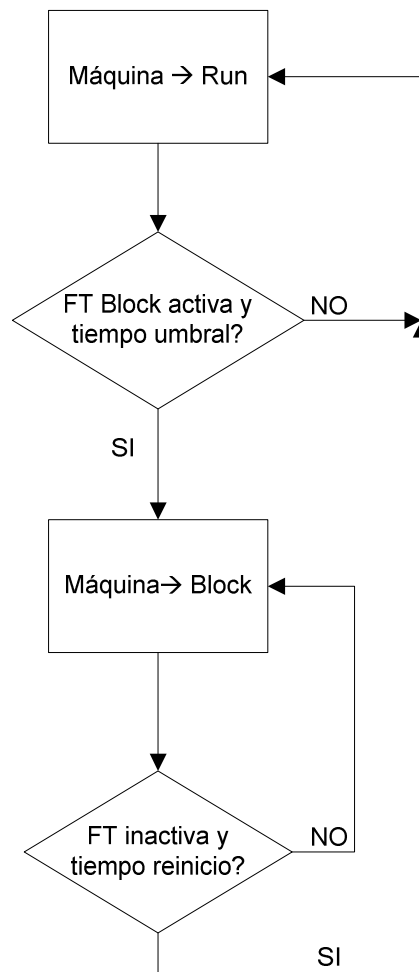 Máquina → Run
FT Block activa y
tiempo umbral?
NO
SI
Máquina→ Block
FT inactiva y
tiempo reinicio?
NO
SI